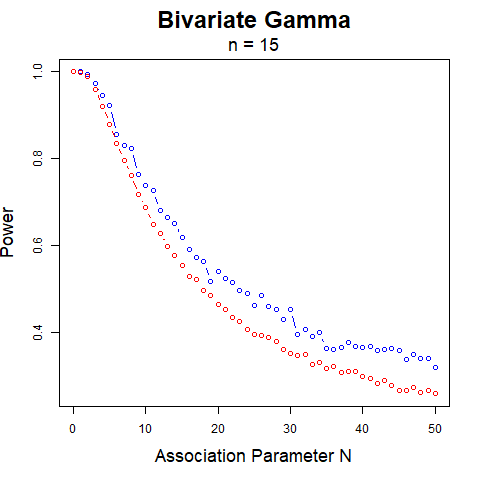 Bivariate Gamma
n = 15
Power
1.0
0.8
0.6
0.4
0 10 20 30 40 50
Association Parameter N